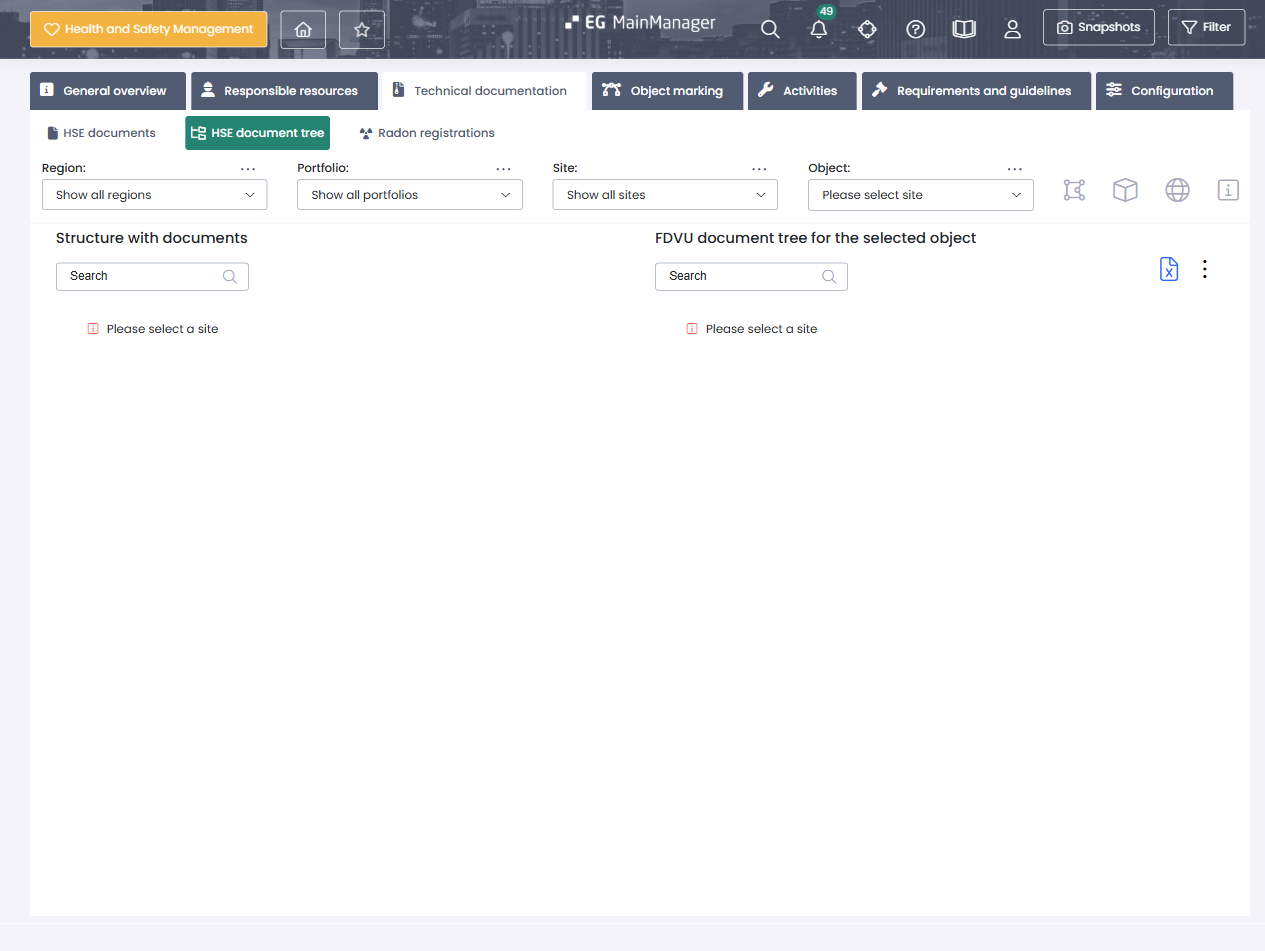 Health and Safety Management
EG MainManager
49
Snapshots
Filter
General overview
Responsible resources
Technical documentation
Object marking
Activities
Requirements and guidelines
Configuration
HSE documents
HSE document tree
Radon registrations
Region:
Portfolio:
Site:
Object:
Show all regions
Show all portfolios
Show all sites
Please select site
Structure with documents
FDVU document tree for the selected object
Search
Search
Please select a site
Please select a site